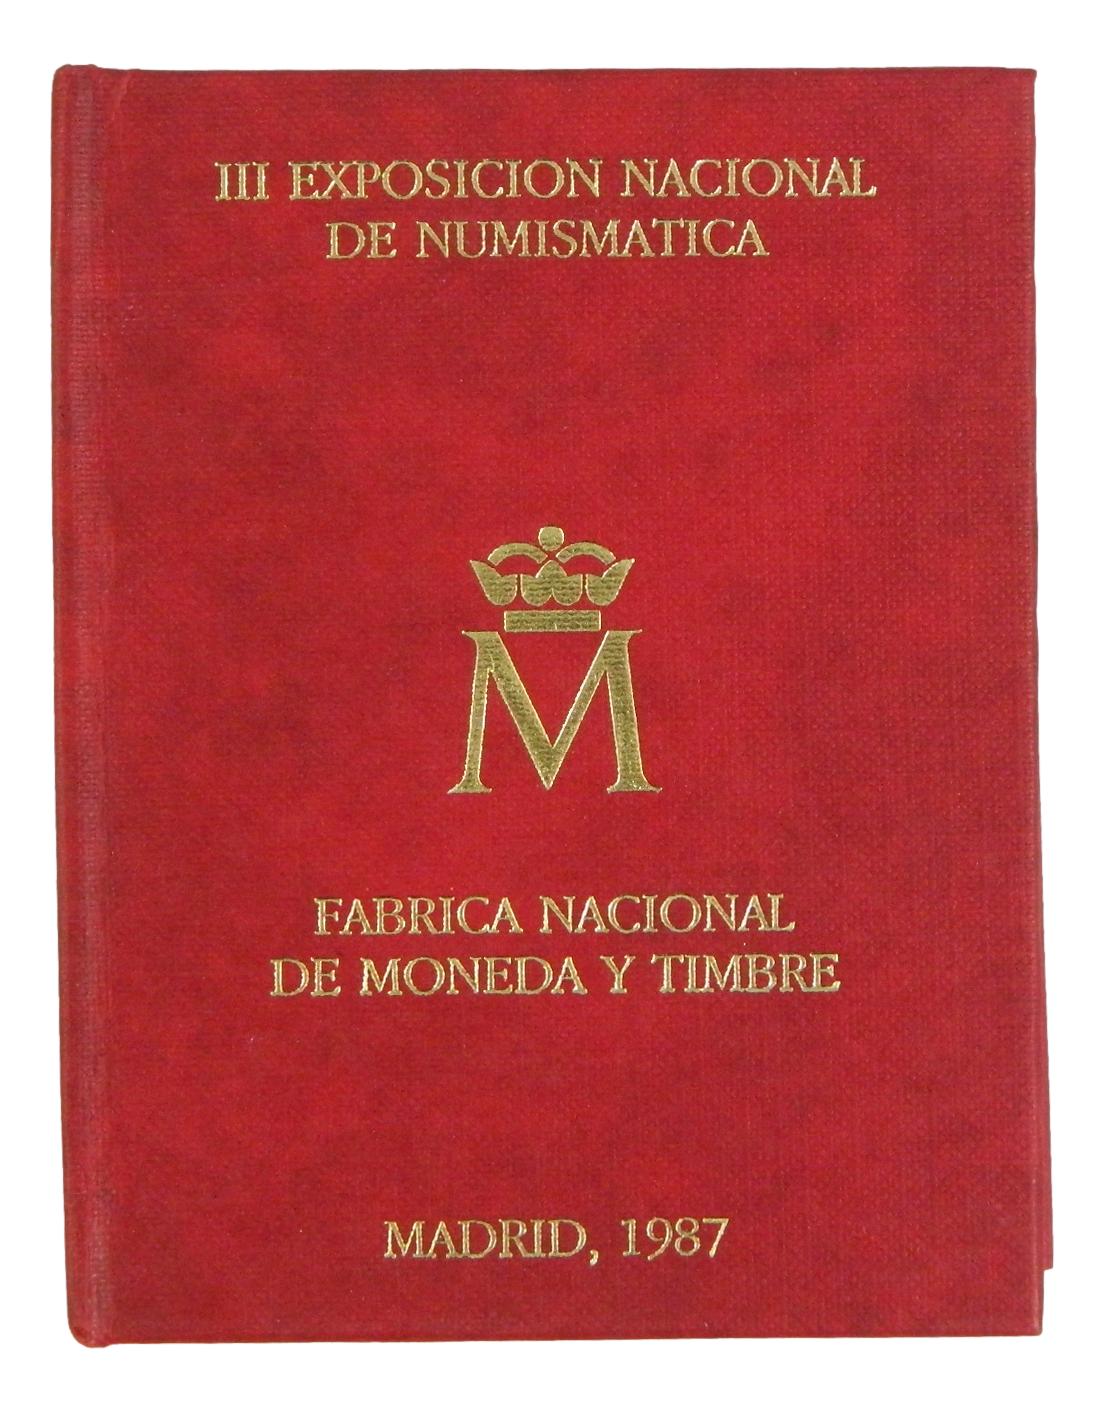 III EXPOSICION NACIONAL
DE NUMISMATICA
M
FABRICA NACIONAL
DE MONEDA Y TIMBRE
MADRID, 1987